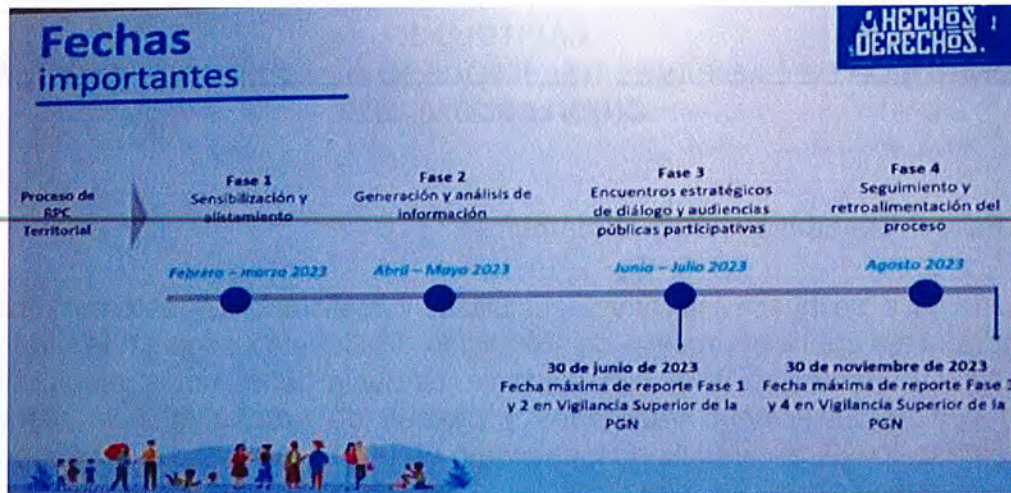 Fechas
importantes
HECHOS
DERECHOS.
Proceso de
RPC
Territorial
Fase 1
Sensibilización y
alistamiento
Febrero – marzo 2023
Fase 2
Generación y análisis de
información
Abril – Mayo 2023
Fase 3
Encuentros estratégicos
de diálogo y audiencias
públicas participativas
Junio – Julio 2023
Fase 4
Seguimiento y
retroalimentación del
proceso
Agosto 2023
30 de junio de 2023
Fecha máxima de reporte Fase 1
y 2 en Vigilancia Superior de la
PGN
30 de noviembre de 2023
Fecha máxima de reporte Fase
y 4 en Vigilancia Superior de la
PGN